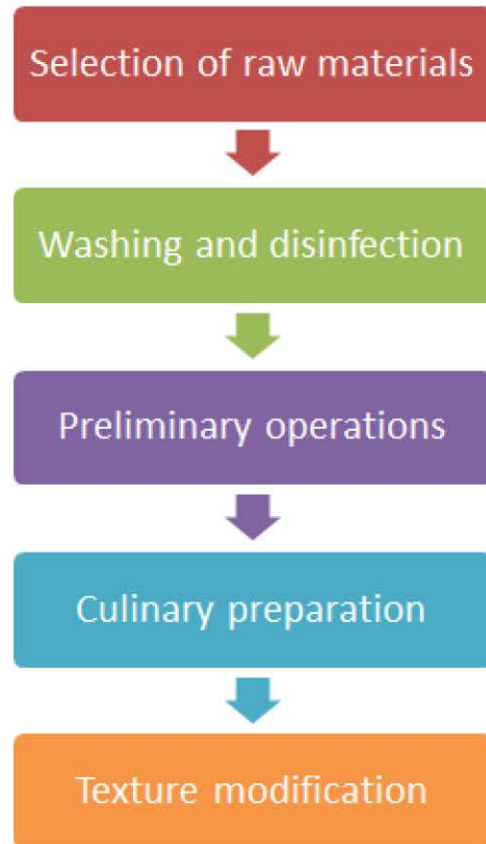 Selection of raw materials
Washing and disinfection
Preliminary operations
Culinary preparation
Texture modification